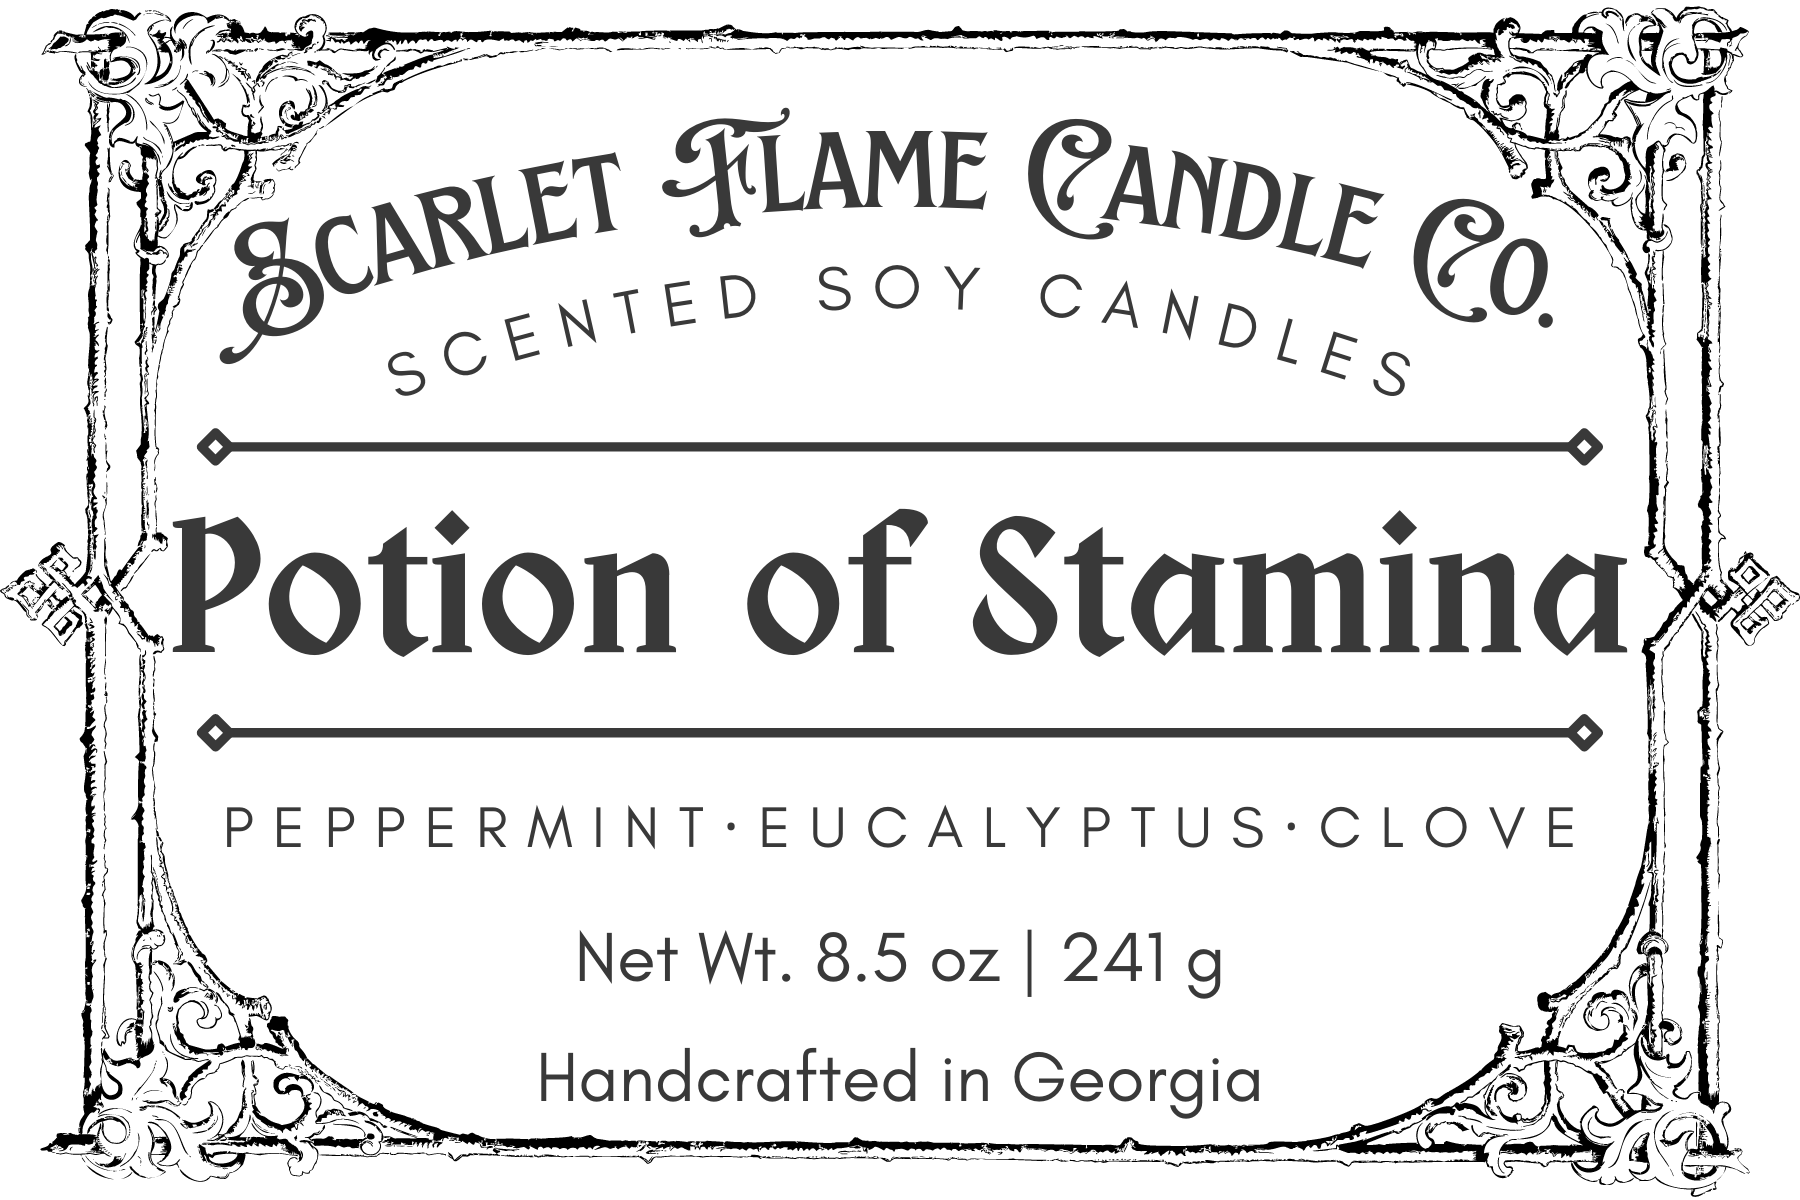 Scarlet Flame Candle Co.
SCENTED SOY CANDLES
Potion of Stamina
PEPPERMINT·EUCALYPTUS·CLOVE
Net Wt. 8.5 oz | 241 g
Handcrafted in Georgia